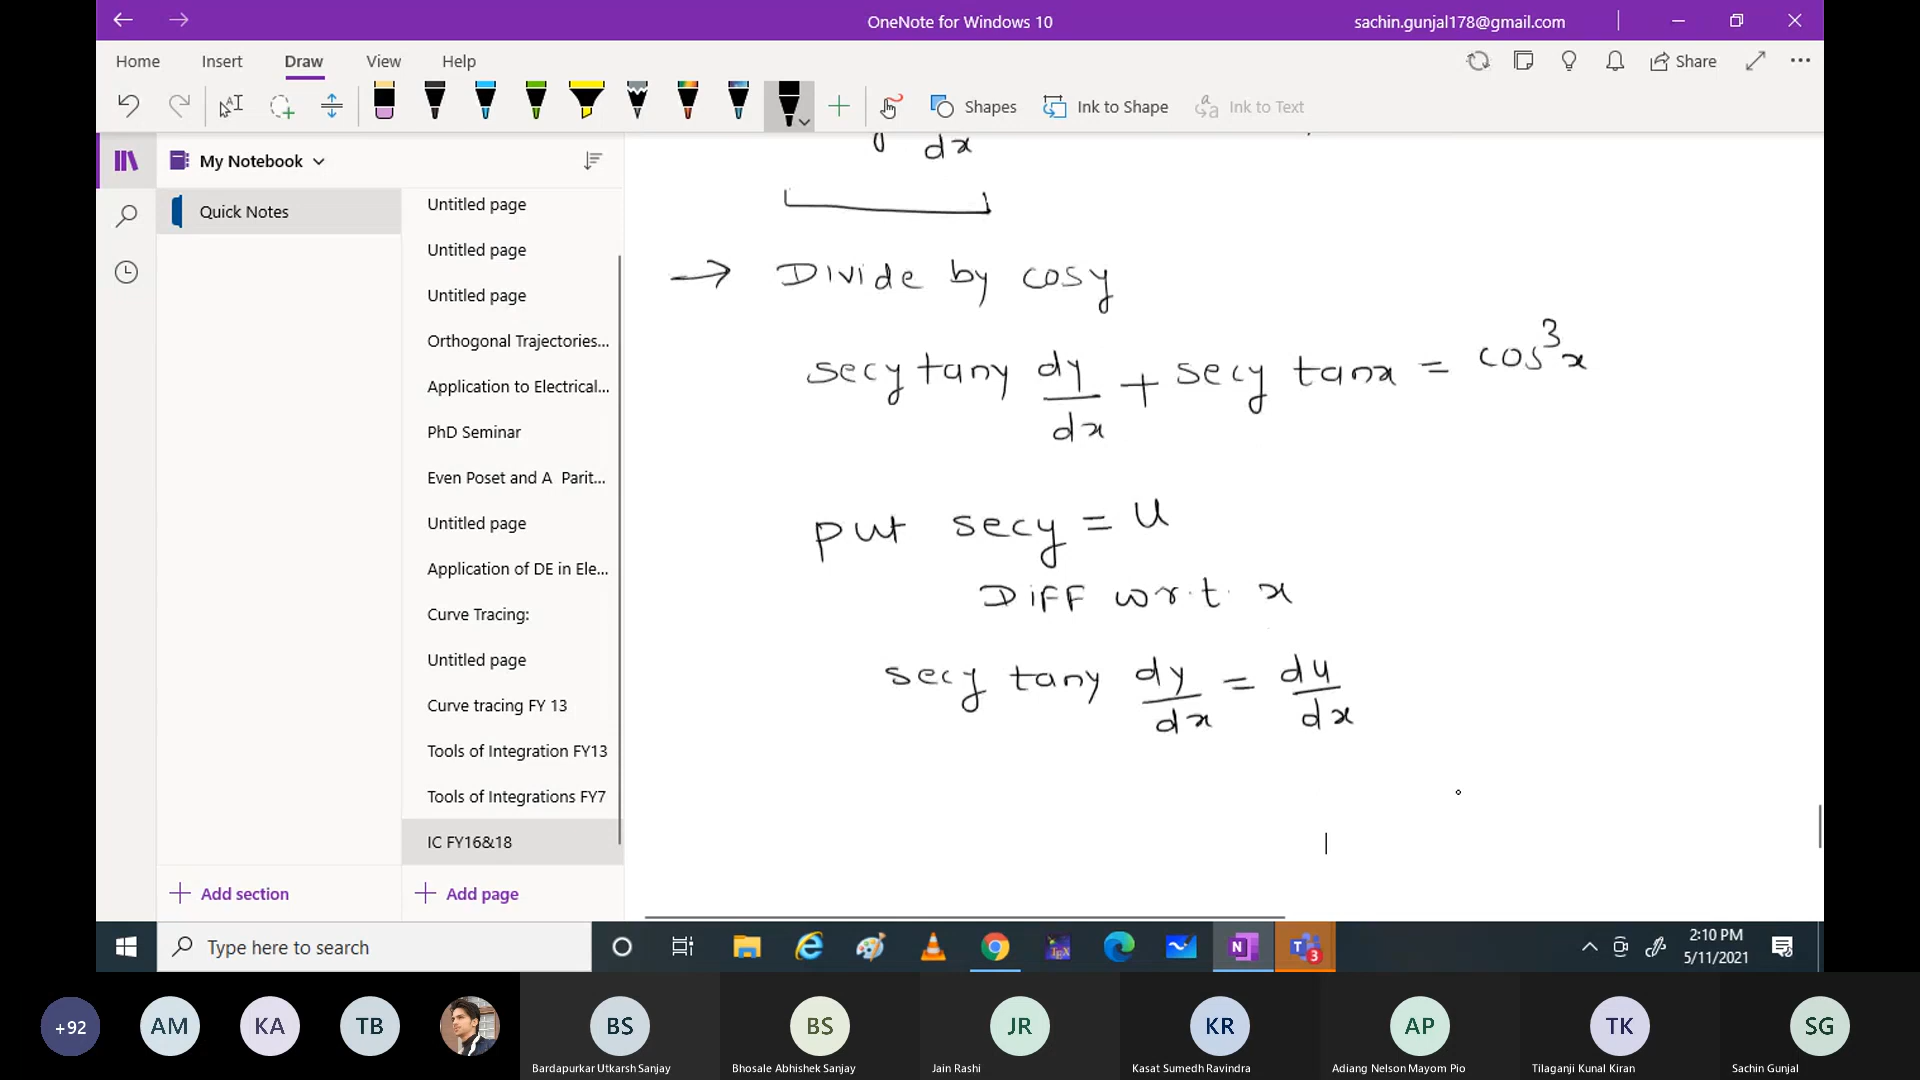 OneNote for Windows 10
sachin.gunjal178@gmail.com
Home Insert Draw View Help
Share
Shapes
Ink to Shape
Ink to Text
My Notebook
Quick Notes
Untitled page
Untitled page
Untitled page
Orthogonal Trajectories...
Application to Electrical...
PhD Seminar
Even Poset and A Parit...
Untitled page
Application of DE in Ele...
Curve Tracing:
Untitled page
Curve tracing FY 13
Tools of Integration FY13
Tools of Integrations FY7
IC FY16&18
Add section
Add page
dx
→ Divide by cosy
secy tany dy/dx + secy tanx = cos³x
put secy = u
Diff w.r.t. x
secy tany dy/dx = du/dx
Type here to search
2:10 PM
5/11/2021
3
+92
AM
KA
TB
BS
BS
JR
KR
AP
TK
SG
Bardapurkar Utkarsh Sanjay
Bhosale Abhishek Sanjay
Jain Rashi
Kasat Sumedh Ravindra
Adiang Nelson Mayom Pio
Tilaganji Kunal Kiran
Sachin Gunjal